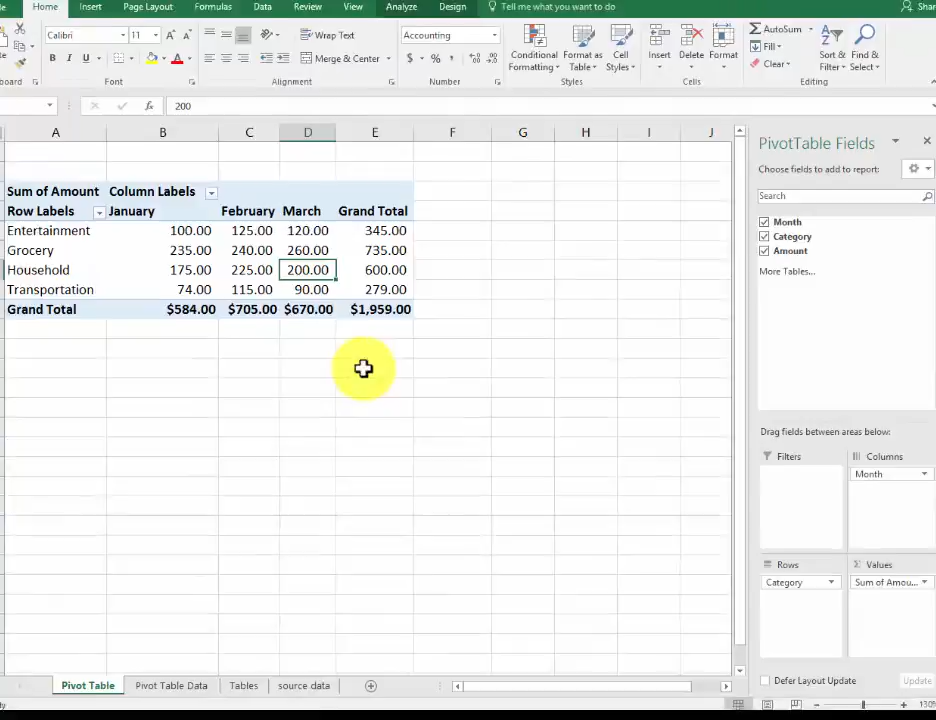 Home Insert Page Layout Formulas Data Review View Analyze Design Tell me what you want to do Shar
Calibri 11 Wrap Text Accounting AutoSum
B I U A Merge & Center $ % Conditional Formatting Format as Table Cell Styles Insert Delete Format Fill Clear Sort & Filter Find & Select
board Font Alignment Number Styles Cells Editing
fx 200
A B C D E F G H I J
Sum of Amount Column Labels
Row Labels January February March Grand Total
Entertainment 100.00 125.00 120.00 345.00
Grocery 235.00 240.00 260.00 735.00
Household 175.00 225.00 200.00 600.00
Transportation 74.00 115.00 90.00 279.00
Grand Total $584.00 $705.00 $670.00 $1,959.00
PivotTable Fields
Choose fields to add to report:
Search
Month
Category
Amount
More Tables...
Drag fields between areas below:
Filters Columns
Month
Rows Σ Values
Category Sum of Amou...
Defer Layout Update Update
Pivot Table Pivot Table Data Tables source data
130%